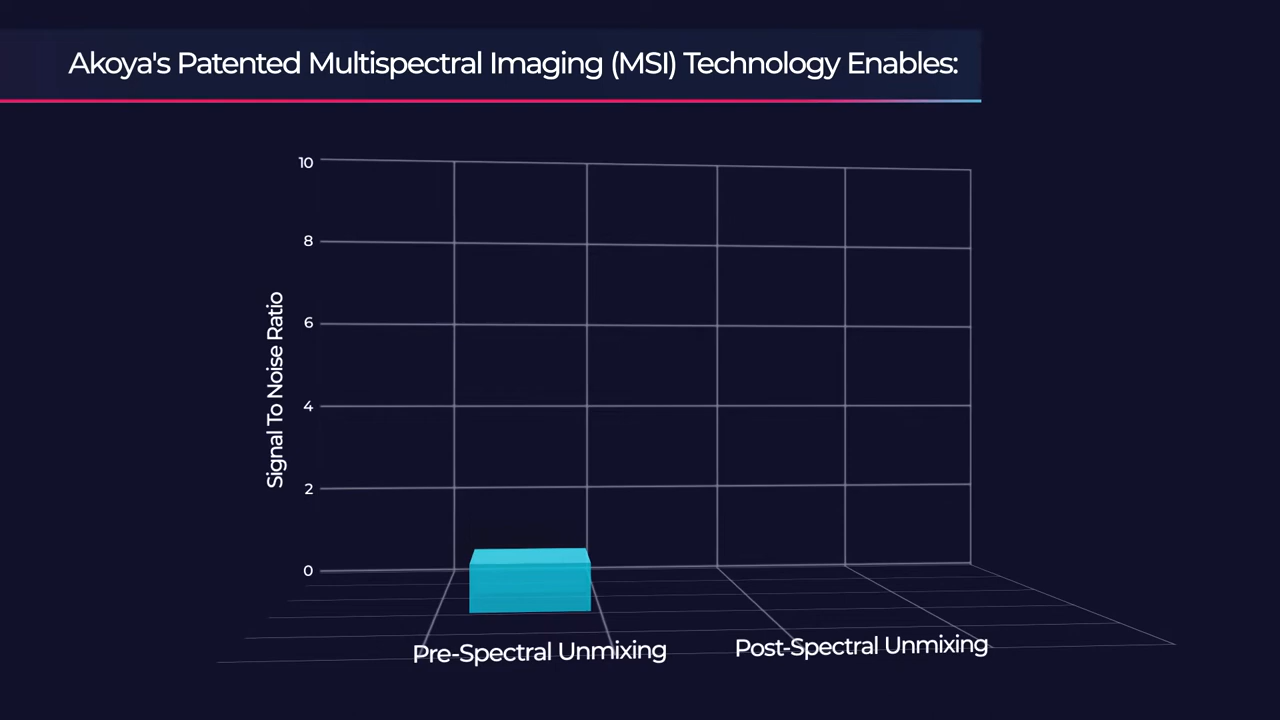 Akoya's Patented Multispectral Imaging (MSI) Technology Enables:
10
8
6
4
2
0
Signal To Noise Ratio
Pre-Spectral Unmixing
Post-Spectral Unmixing